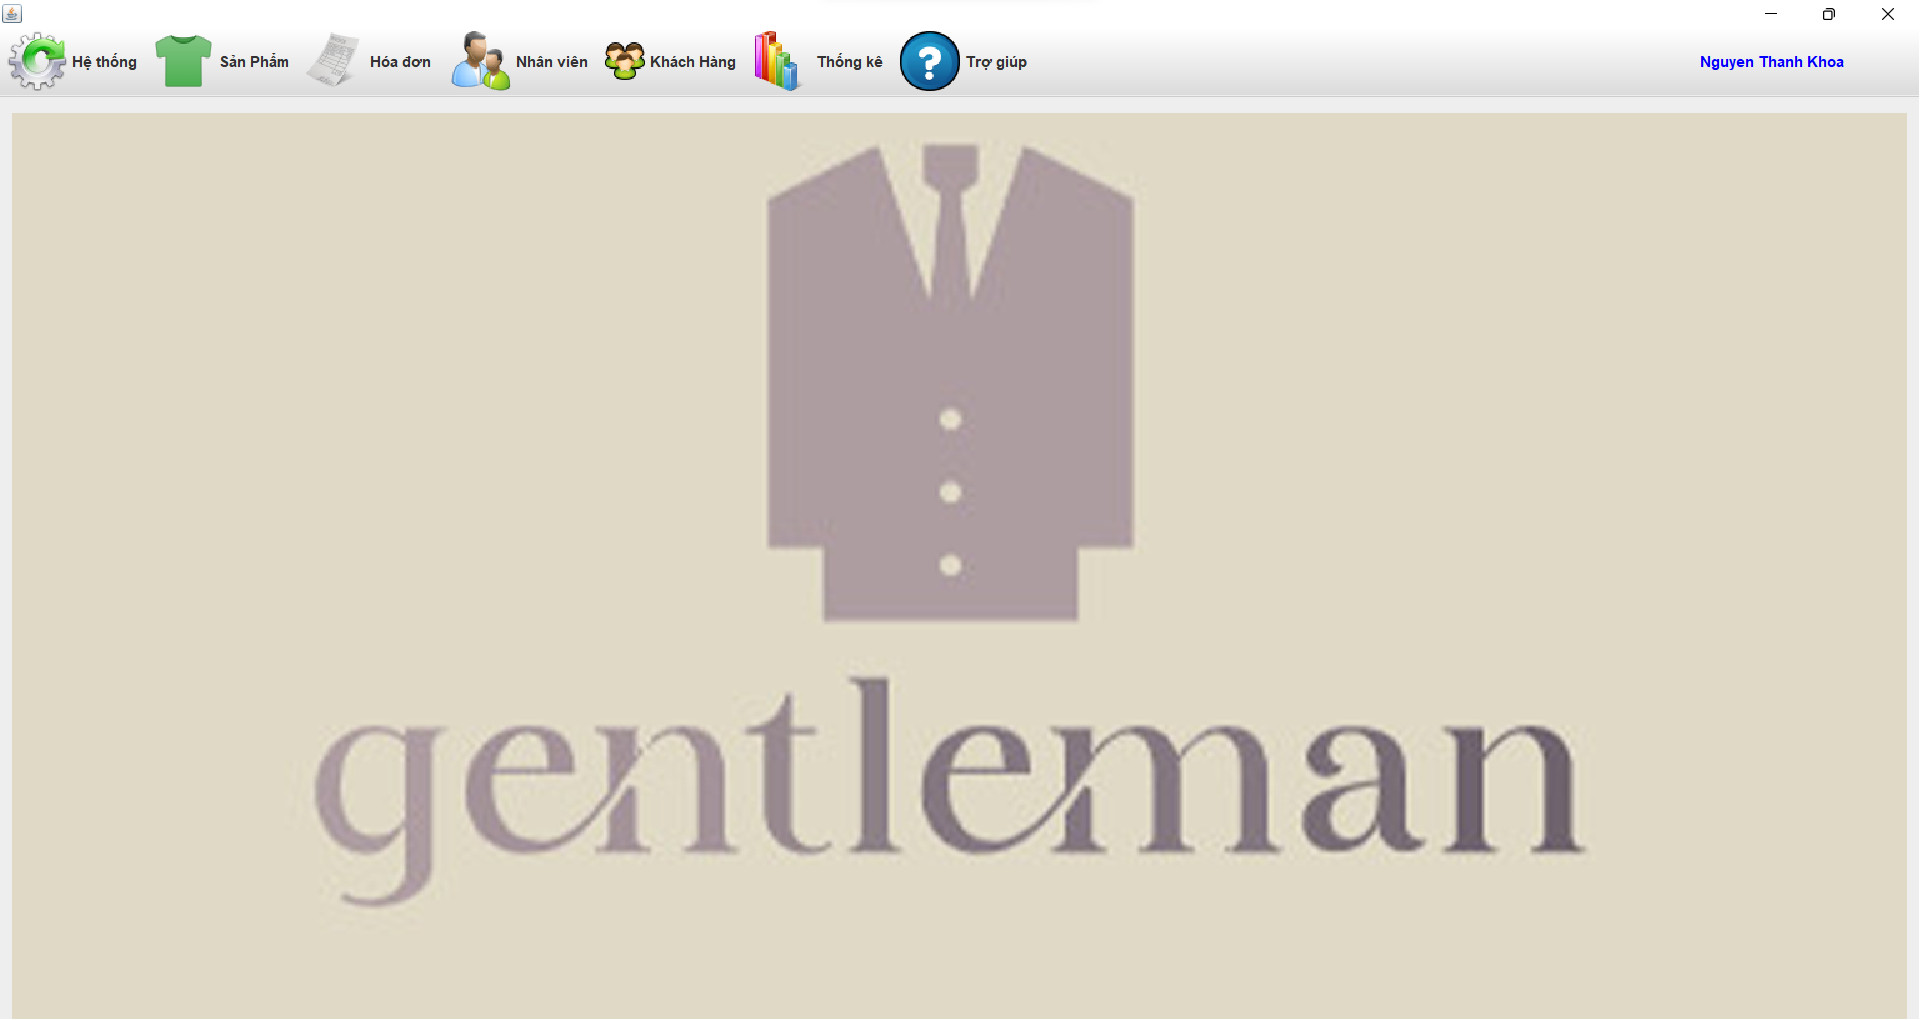 Hệ thống Sản Phẩm Hóa đơn Nhân viên Khách Hàng Thống kê ? Trợ giúp Nguyen Thanh Khoa
gentleman